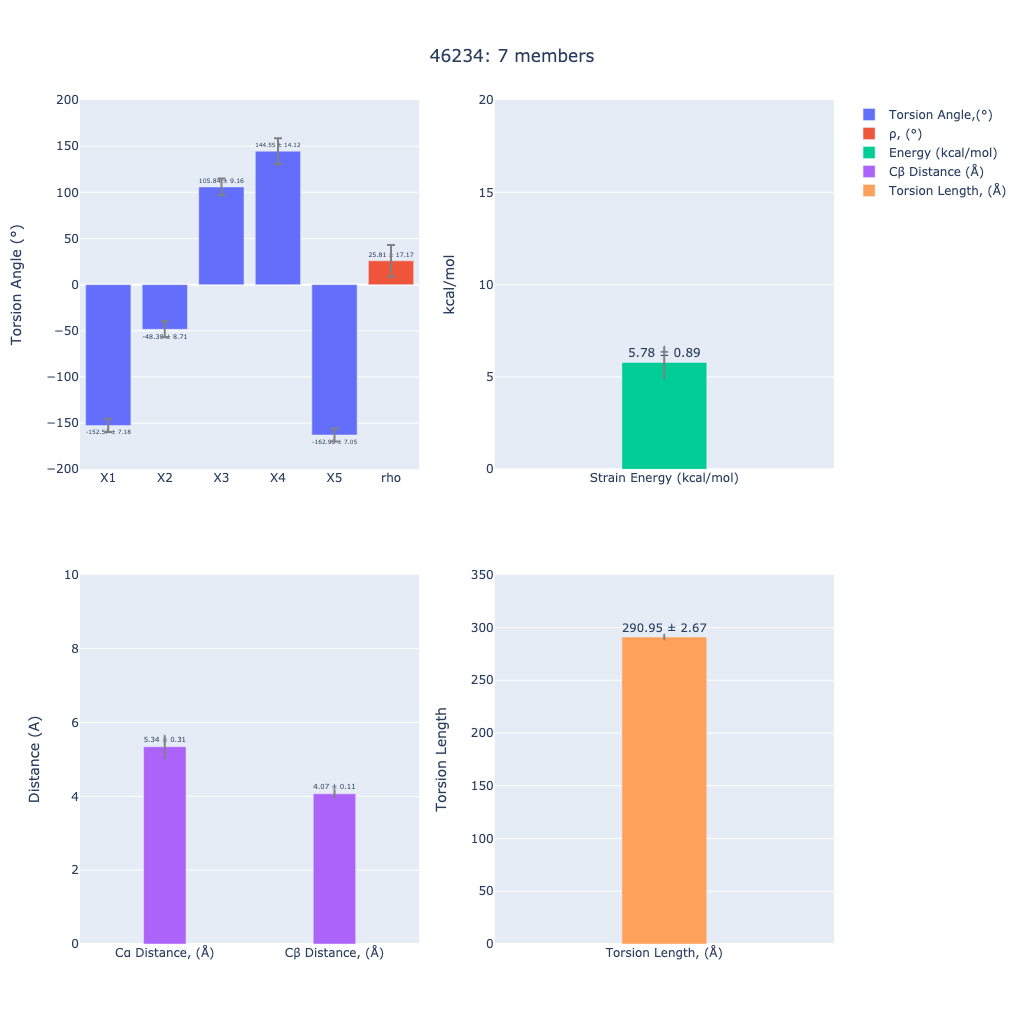 46234: 7 members
Torsion Angle (°)
200
150
100
50
0
−50
−100
−150
−200
144.55 ± 14.12
105.84 ± 9.16
25.81 ± 17.17
-48.39 ± 8.71
± 7.18
± 7.05
X1 X2 X3 X4 X5 rho
kcal/mol
20
15
10
5
0
5.78 ± 0.89
Strain Energy (kcal/mol)
Torsion Angle,(°)
ρ, (°)
Energy (kcal/mol)
Cβ Distance (Å)
Torsion Length, (Å)
Distance (A)
10
8
6
4
2
0
5.34 ± 0.31
4.07 ± 0.11
Cα Distance, (Å) Cβ Distance, (Å)
Torsion Length
350
300
250
200
150
100
50
0
290.95 ± 2.67
Torsion Length, (Å)